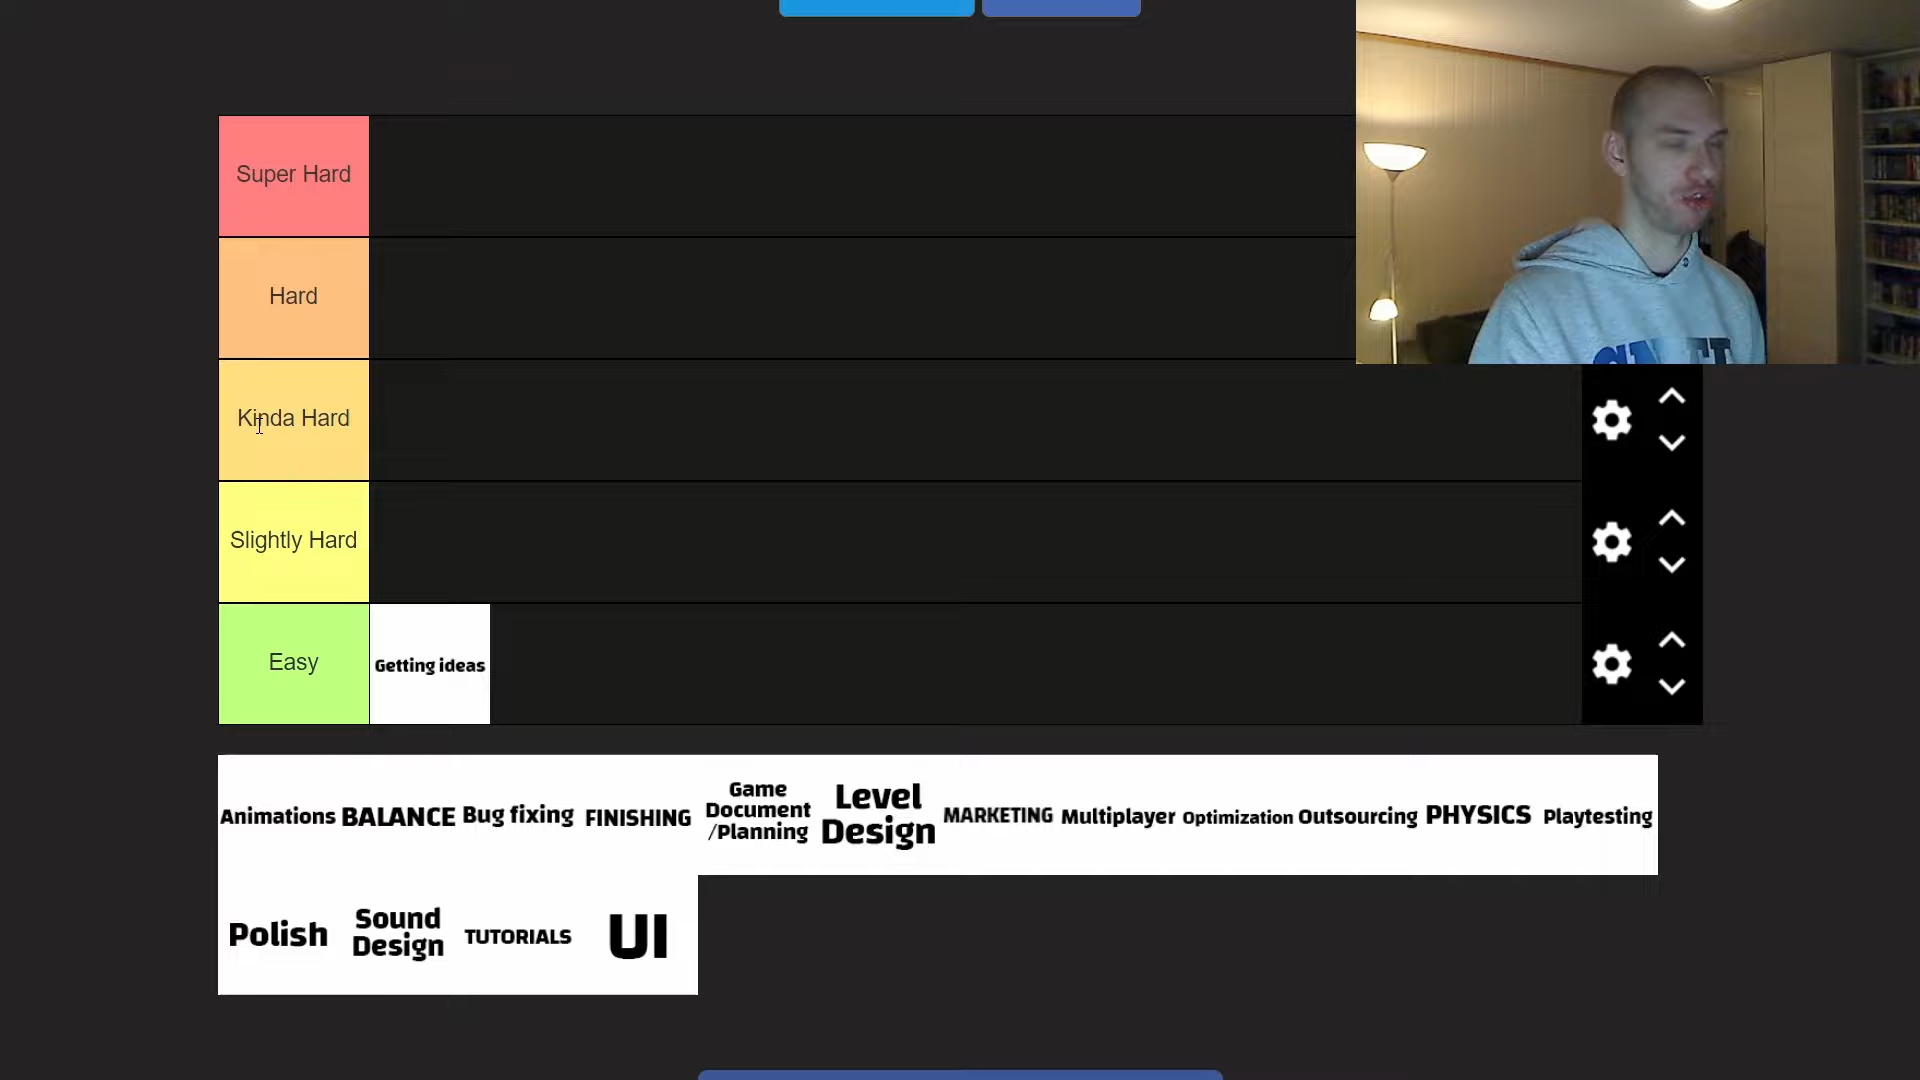 Super Hard
Hard
Kinda Hard
Slightly Hard
Easy
Getting ideas
Animations
BALANCE
Bug fixing
FINISHING
Game
Document
/Planning
Level
Design
MARKETING
Multiplayer
Optimization
Outsourcing
PHYSICS
Playtesting
Polish
Sound
Design
TUTORIALS
UI